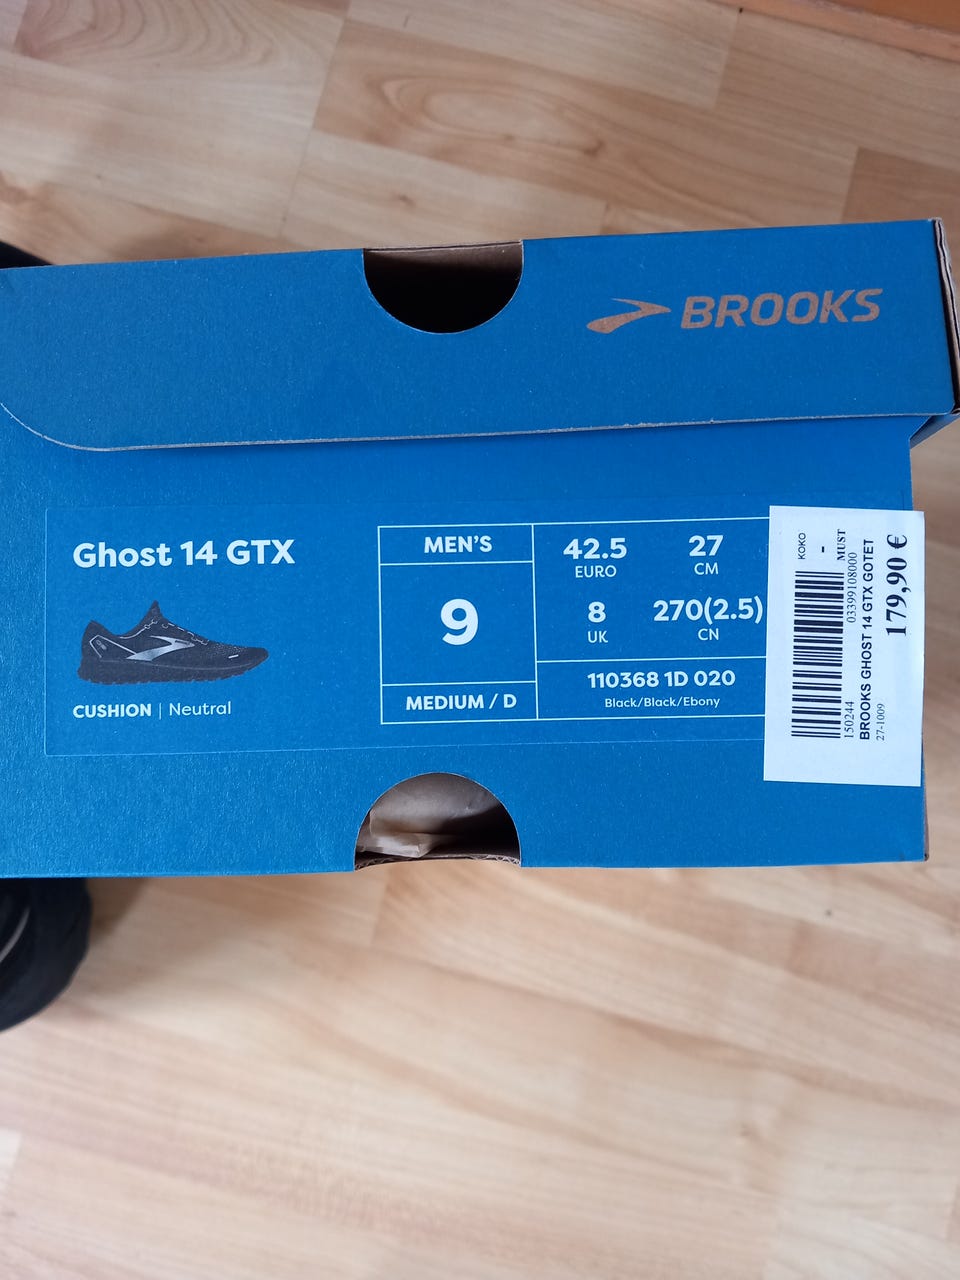 BROOKS
Ghost 14 GTX
CUSHION | Neutral
MEN'S
9
MEDIUM / D
42.5
EURO
27
CM
8
UK
270(2.5)
CN
110368 1D 020
Black/Black/Ebony
KOKO
-
MUST
150244
03399108000
BROOKS GHOST 14 GTX GOTET
27-1009
179,90 €